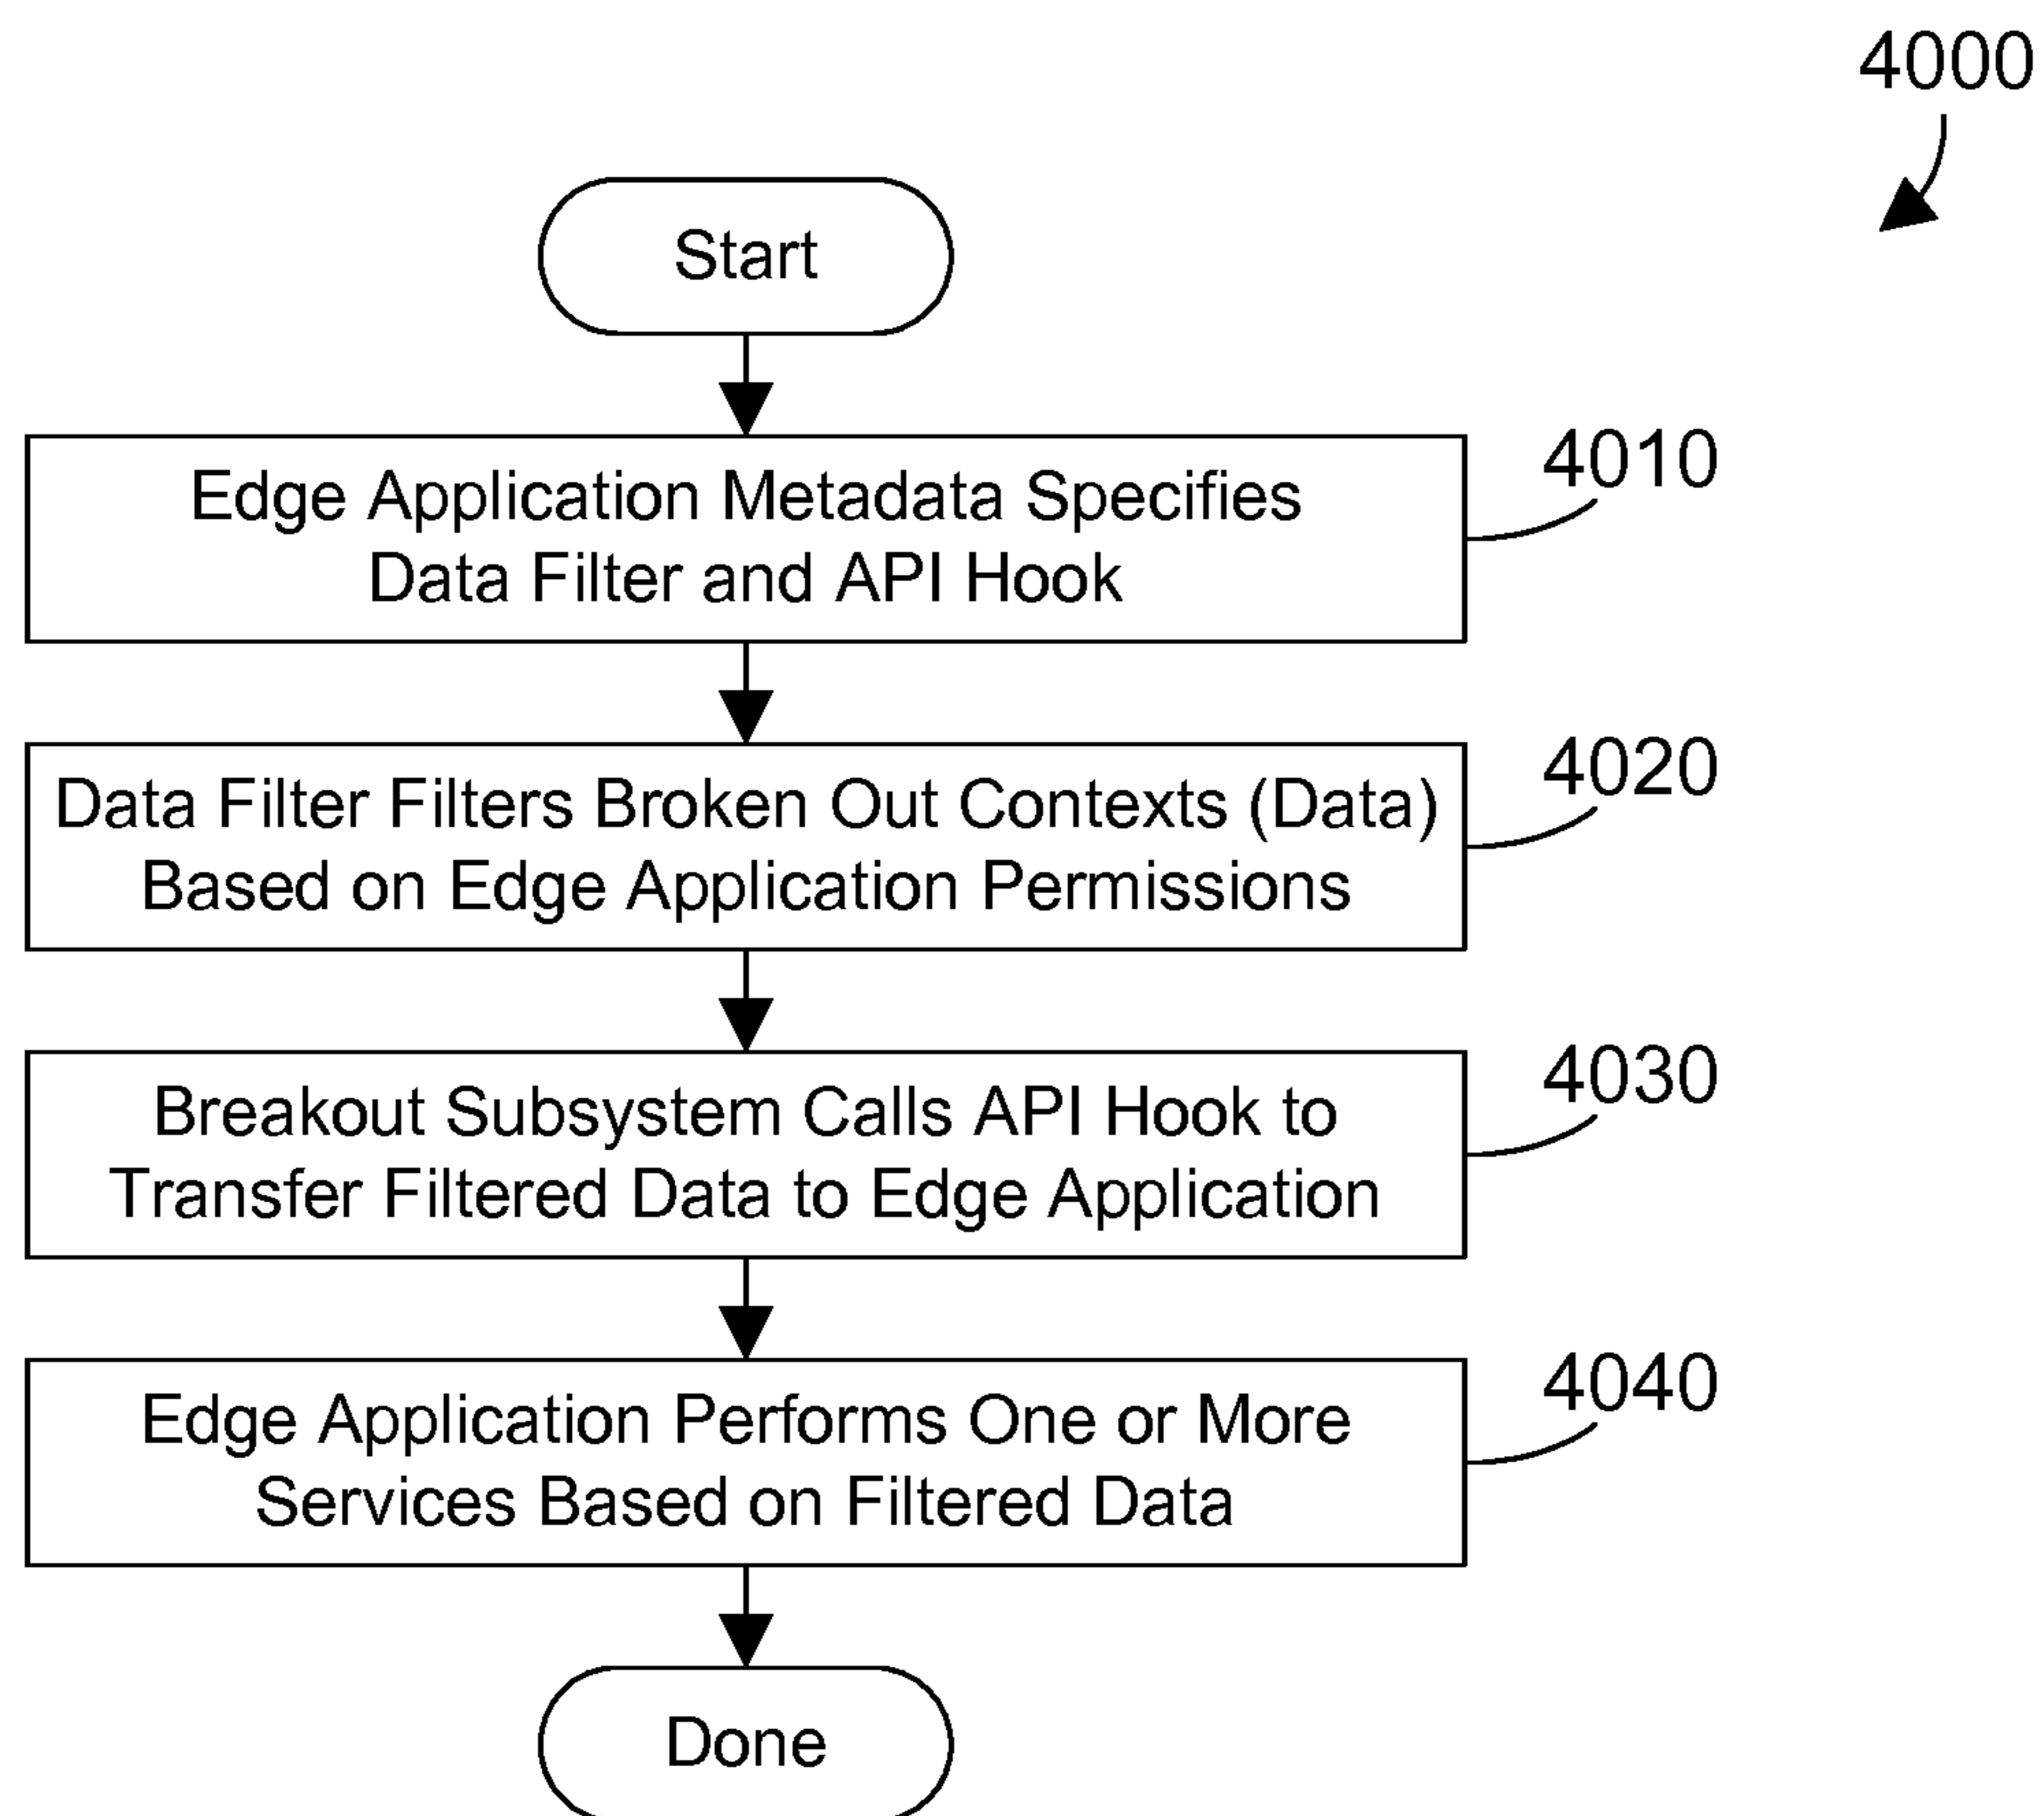 4000
Start
Edge Application Metadata Specifies
Data Filter and API Hook
4010
Data Filter Filters Broken Out Contexts (Data)
Based on Edge Application Permissions
4020
Breakout Subsystem Calls API Hook to
Transfer Filtered Data to Edge Application
4030
Edge Application Performs One or More
Services Based on Filtered Data
4040
Done